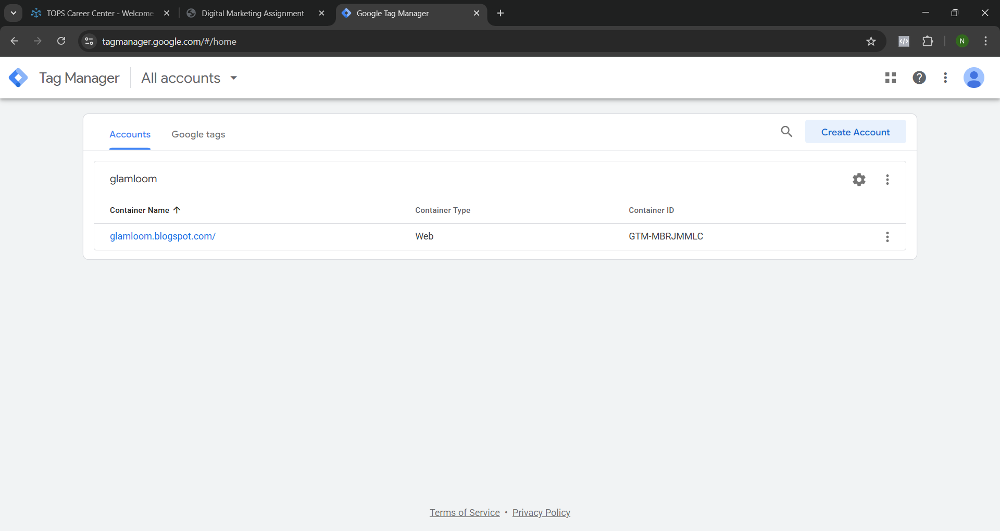 TOPS Career Center - Welcome
Digital Marketing Assignment
Google Tag Manager
tagmanager.google.com/#/home
N
Tag Manager
All accounts
Accounts
Google tags
Create Account
glamloom
Container Name
Container Type
Container ID
glamloom.blogspot.com/
Web
GTM-MBRJMMLC
Terms of Service • Privacy Policy